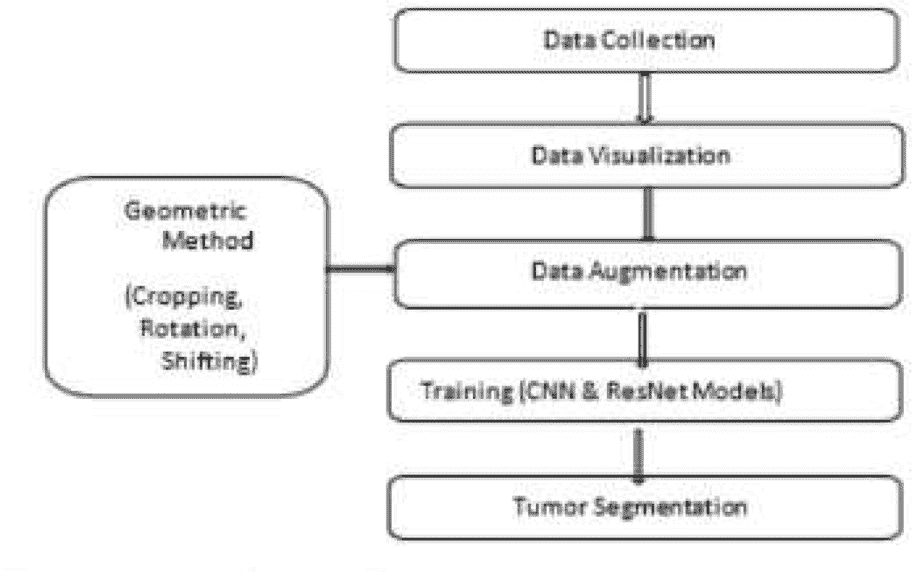 Data Collection
Data Visualization
Geometric
Method
(Cropping,
Rotation,
Shifting)
Data Augmentation
Training (CNN & ResNet Models)
Tumor Segmentation